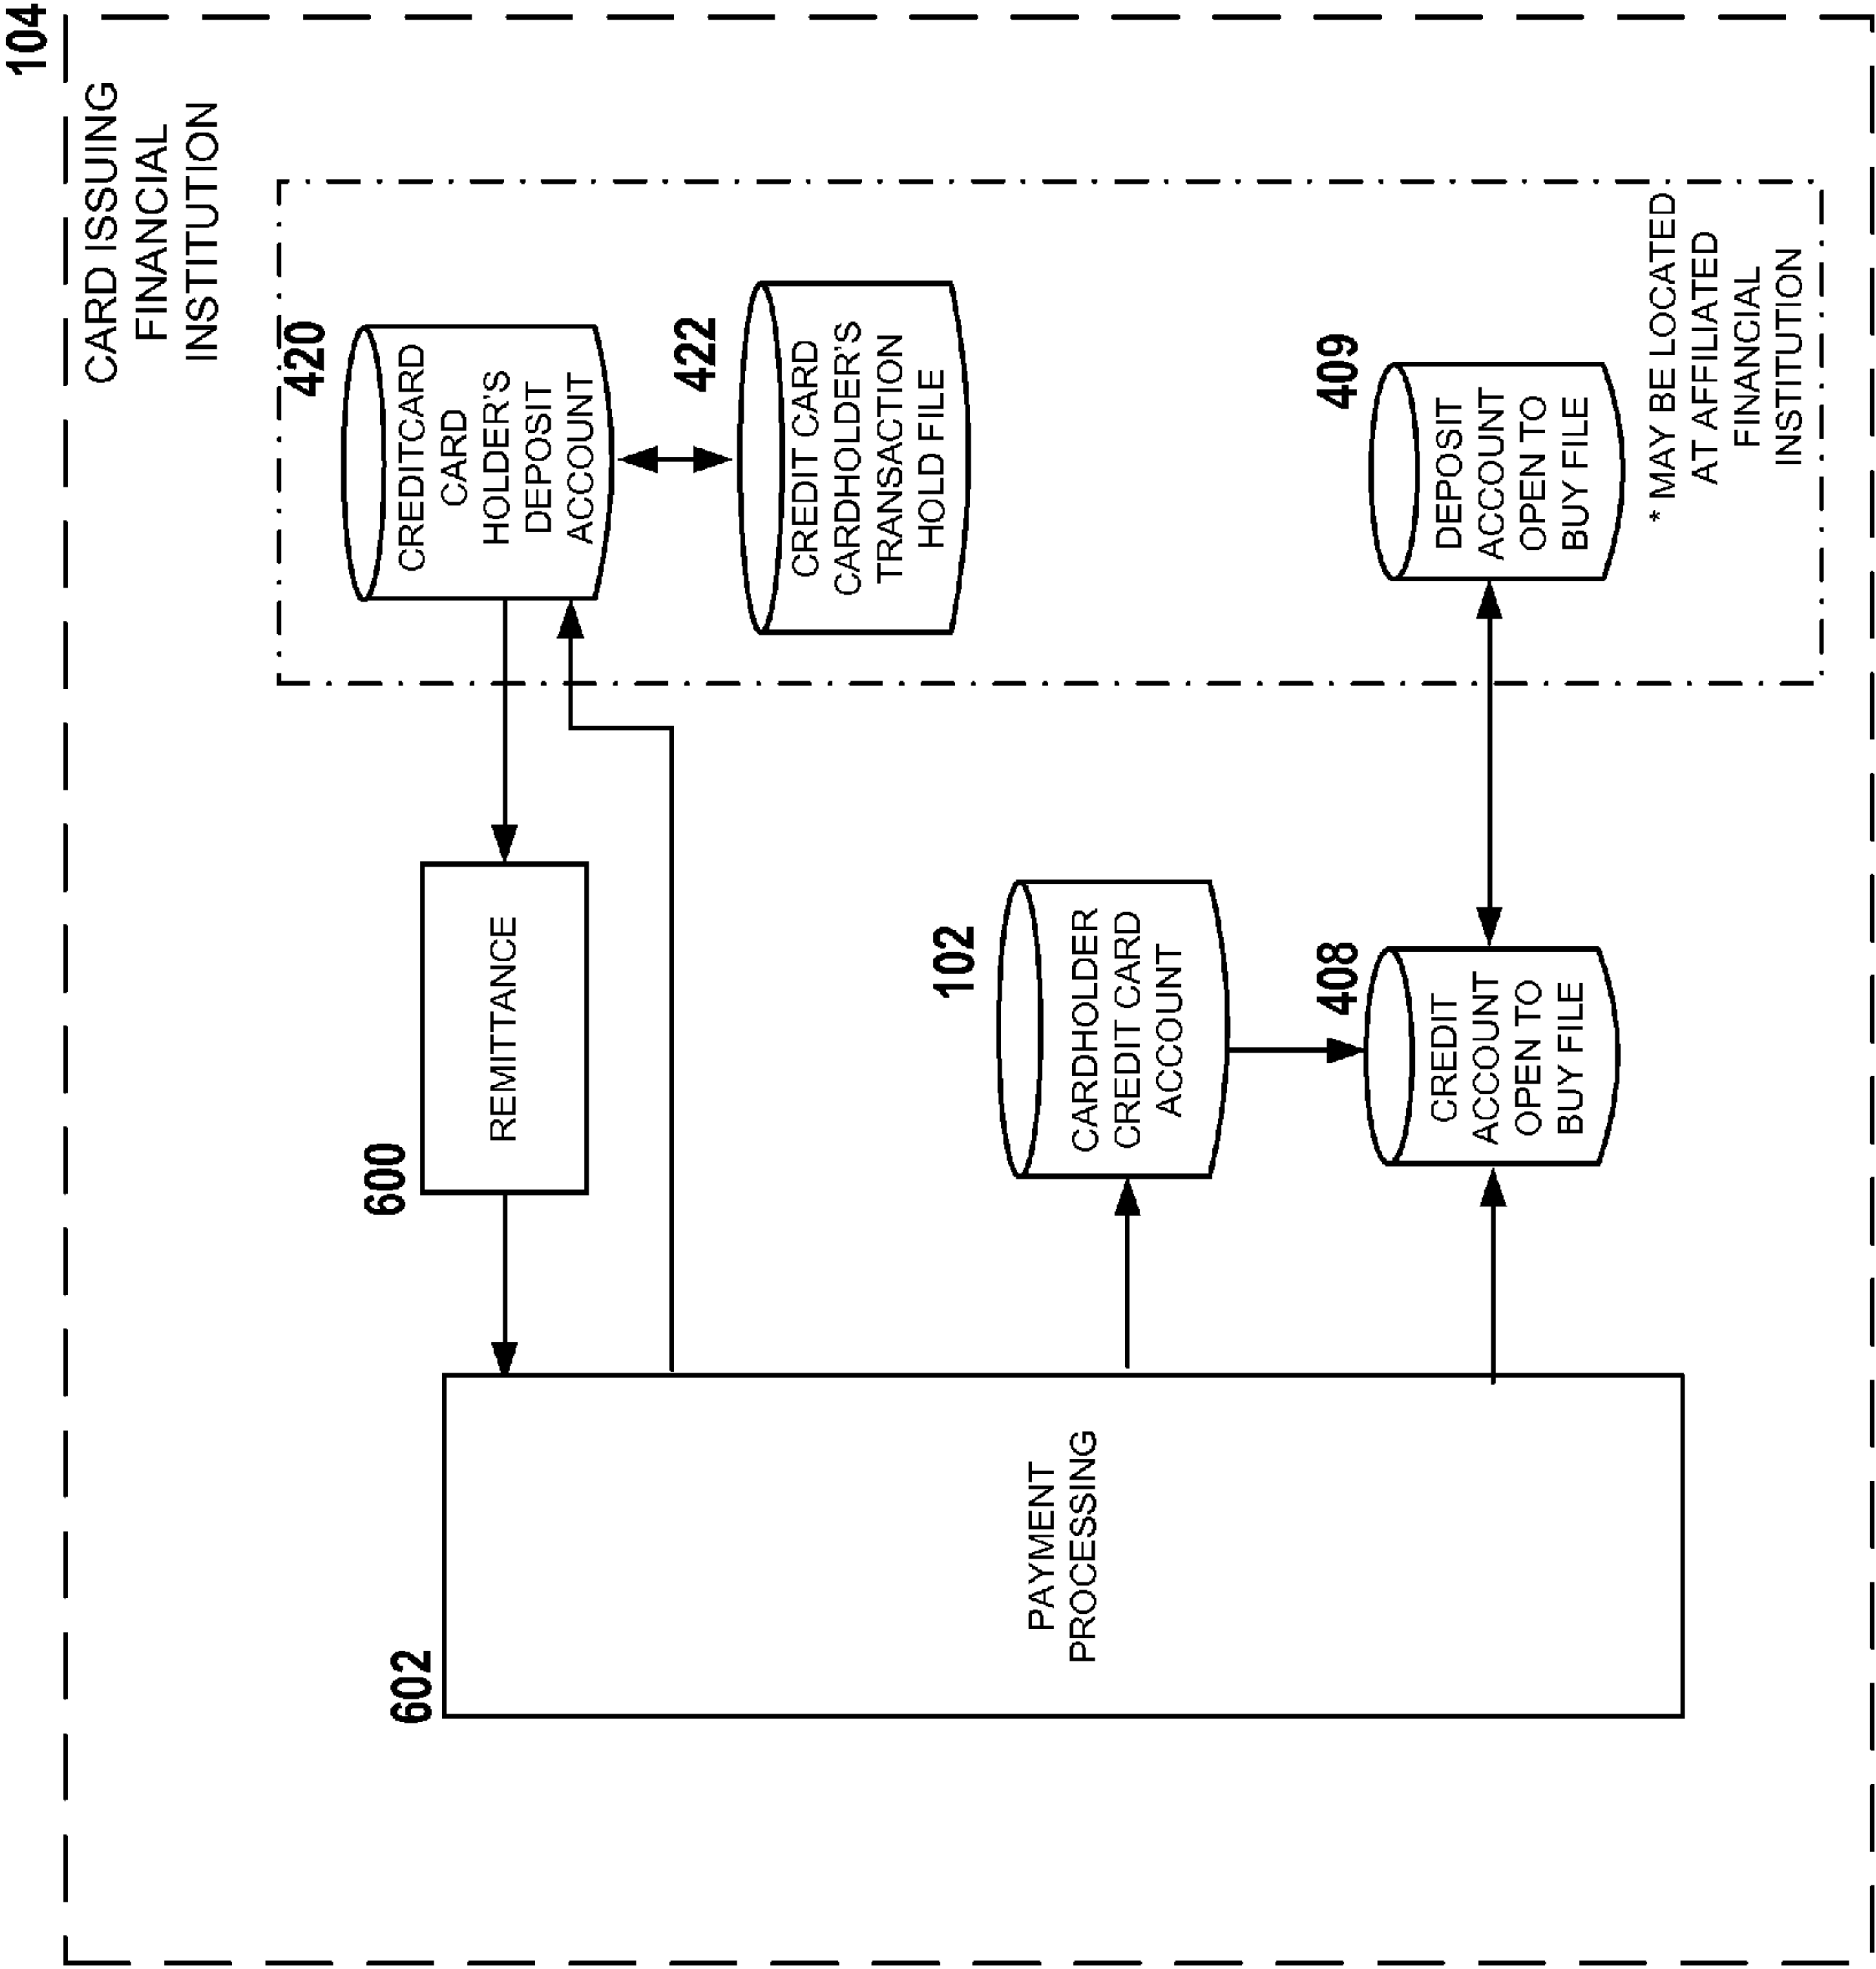 104
CARD ISSUING
FINANCIAL
INSTITUTION
602
PAYMENT
PROCESSING
600
REMITTANCE
420
CREDITCARD
CARD
HOLDER'S
DEPOSIT
ACCOUNT
422
CREDIT CARD
CARDHOLDER'S
TRANSACTION
HOLD FILE
102
CARDHOLDER
CREDIT CARD
ACCOUNT
408
CREDIT
ACCOUNT
OPEN TO
BUY FILE
409
DEPOSIT
ACCOUNT
OPEN TO
BUY FILE
* MAY BE LOCATED
AT AFFILIATED
FINANCIAL
INSTITUTION